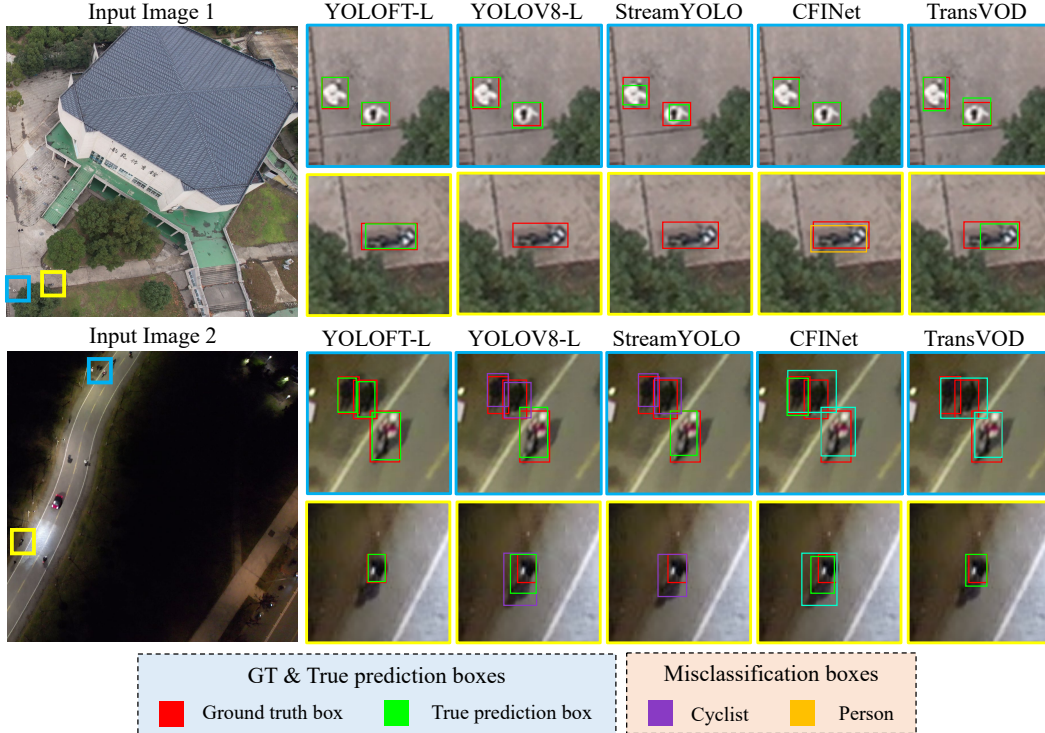 Input Image 1
YOLOFT-L
YOLOV8-L
StreamYOLO
CFINet
TransVOD
Input Image 2
YOLOFT-L
YOLOV8-L
StreamYOLO
CFINet
TransVOD
GT & True prediction boxes
Misclassification boxes
Ground truth box
True prediction box
Cyclist
Person